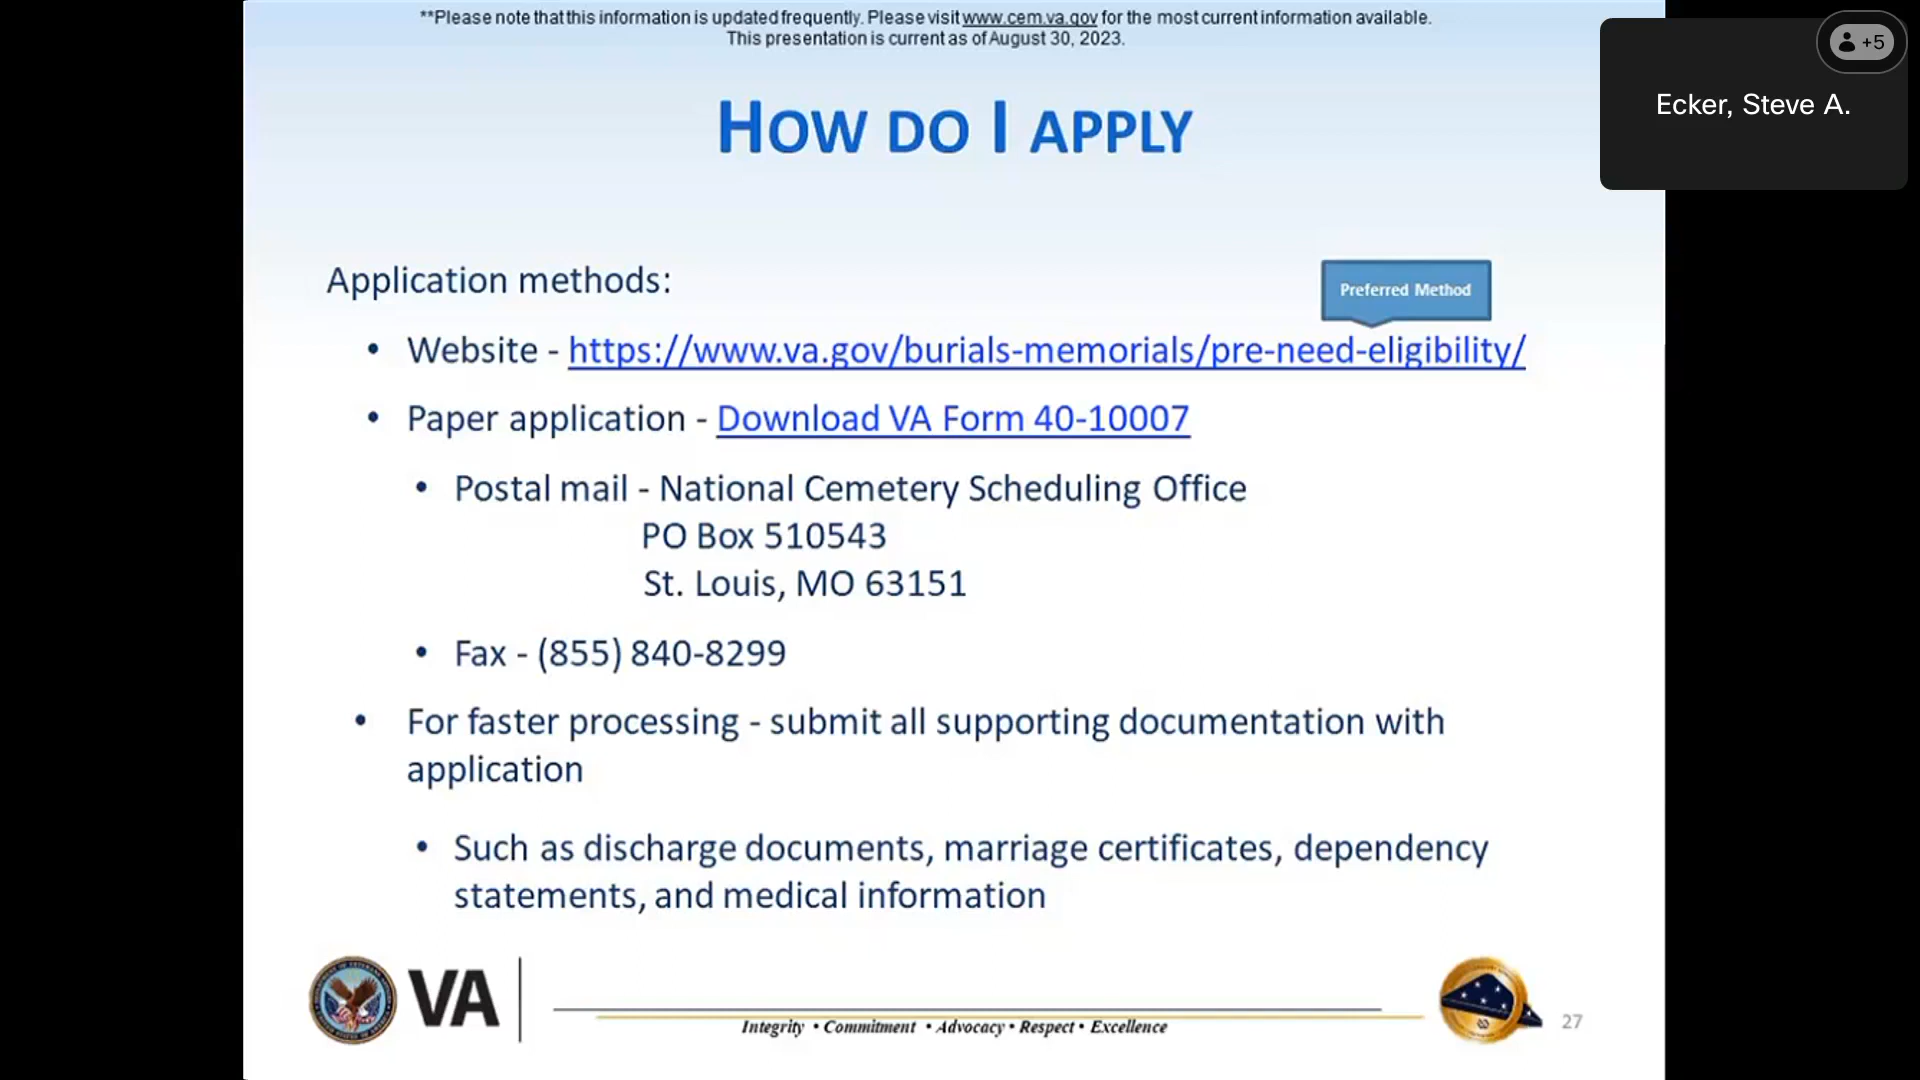 **Please note that this information is updated frequently. Please visit www.cem.va.gov for the most current information available.
This presentation is current as of August 30, 2023.
+5
Ecker, Steve A.
HOW DO I APPLY
Application methods:
Preferred Method
• Website - https://www.va.gov/burials-memorials/pre-need-eligibility/
• Paper application - Download VA Form 40-10007
• Postal mail - National Cemetery Scheduling Office
PO Box 510543
St. Louis, MO 63151
• Fax - (855) 840-8299
• For faster processing - submit all supporting documentation with
application
• Such as discharge documents, marriage certificates, dependency
statements, and medical information
VA
Integrity • Commitment • Advocacy • Respect • Excellence
27